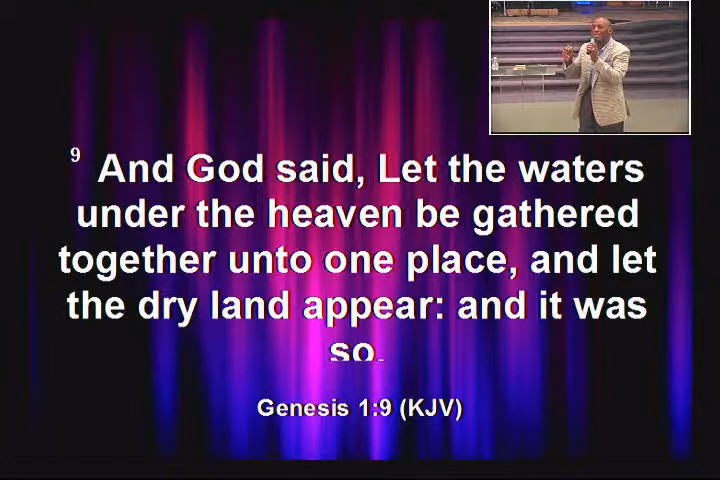 9 And God said, Let the waters
under the heaven be gathered
together unto one place, and let
the dry land appear: and it was
so.
Genesis 1:9 (KJV)